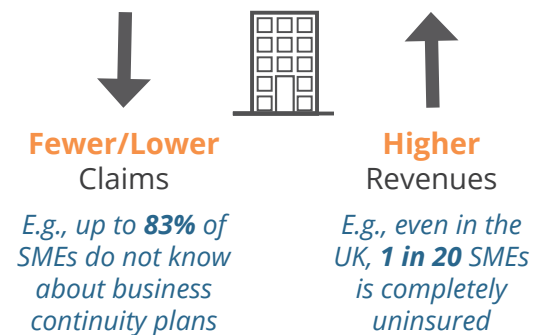 Fewer/Lower
Claims
E.g., up to 83% of
SMEs do not know
about business
continuity plans
Higher
Revenues
E.g., even in the
UK, 1 in 20 SMEs
is completely
uninsured